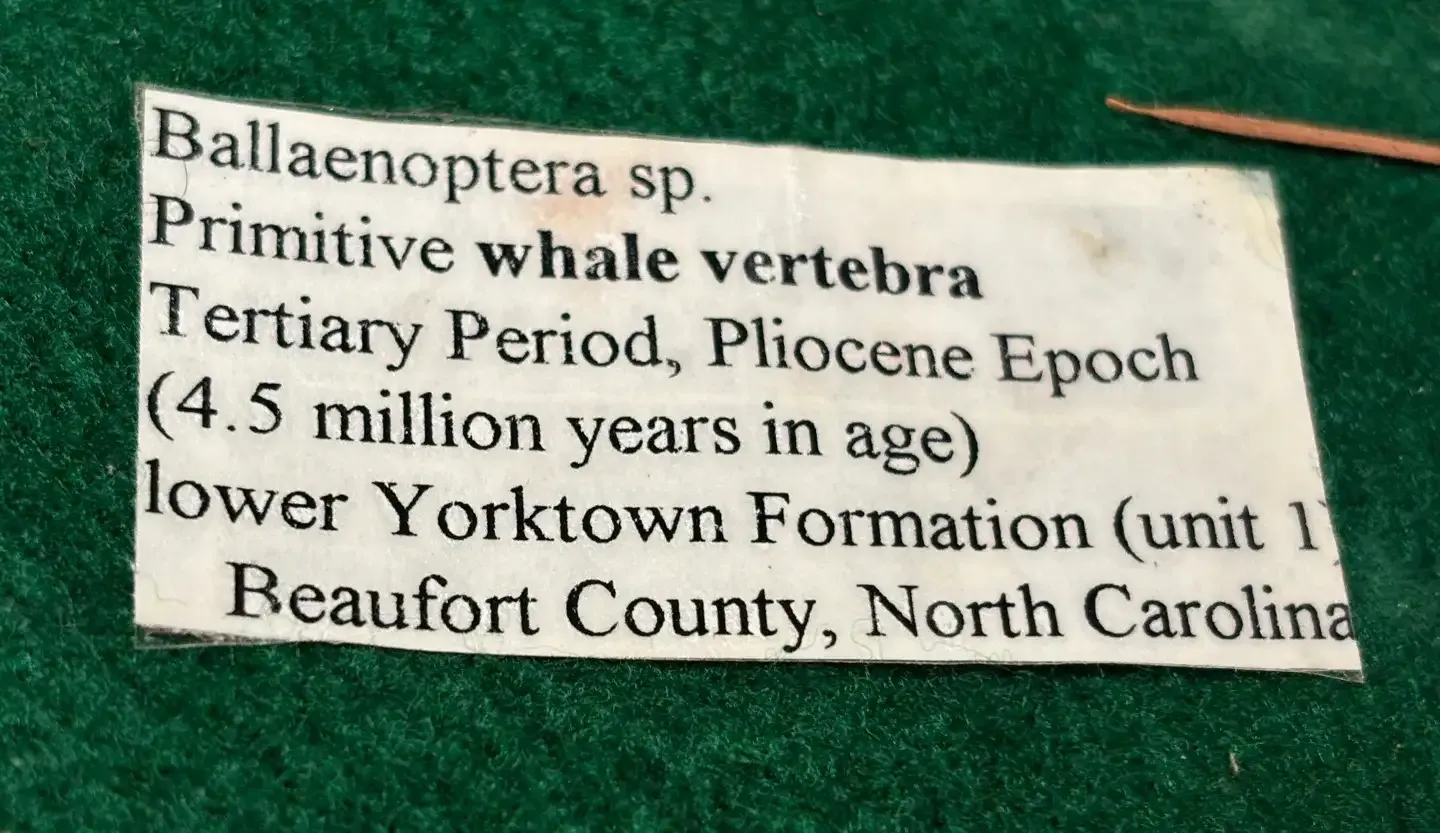 Ballaenoptera sp.
Primitive whale vertebra
Tertiary Period, Pliocene Epoch
(4.5 million years in age)
lower Yorktown Formation (unit 1)
Beaufort County, North Carolina